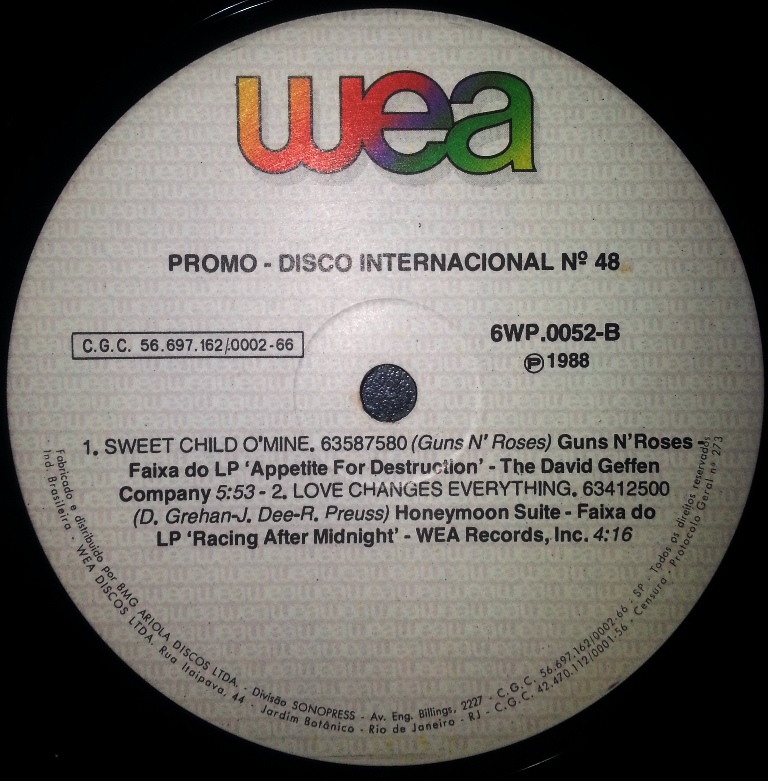 wea
PROMO - DISCO INTERNACIONAL Nº 48
C.G.C. 56.697.162/0002-66
6WP.0052-B
℗ 1988
1. SWEET CHILD O'MINE. 63587580 (Guns N' Roses) Guns N'Roses -
Faixa do LP 'Appetite For Destruction' - The David Geffen
Company 5:53 - 2. LOVE CHANGES EVERYTHING. 63412500
(D. Grehan-J. Dee-R. Preuss) Honeymoon Suite - Faixa do
LP 'Racing After Midnight' - WEA Records, Inc. 4:16
Fabricado e distribuído por BMG ARIOLA DISCOS LTDA. - Divisão SONOPRESS - Av. Eng. Billings, 2227 - C.G.C. 56.697.162/0002-66 - SP - Todos os direitos reservados
Ind. Brasileira - WEA DISCOS LTDA. Rua Itaipava, 44 - Jardim Botânico - Rio de Janeiro - RJ - C.G.C. 42.470.112/0001-56 - Censura - Protocolo Geral nº 273